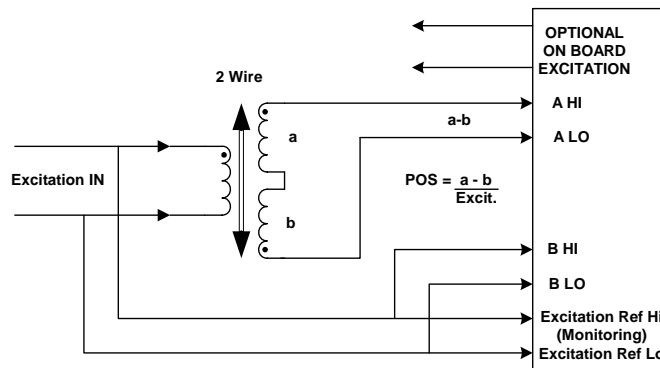 OPTIONAL
ON BOARD
EXCITATION
2 Wire
A HI
a
a-b
A LO
Excitation IN
POS = a - b
Excit.
b
B HI
B LO
Excitation Ref Hi
(Monitoring)
Excitation Ref Lo